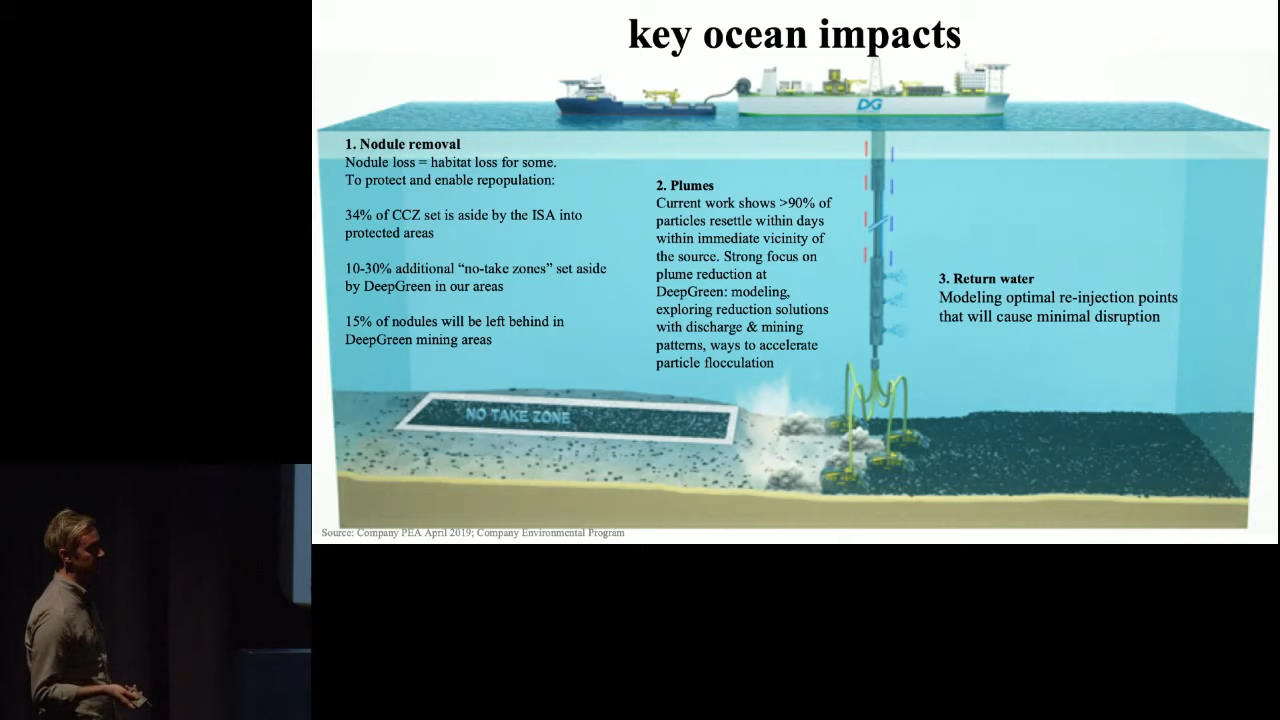 key ocean impacts
DG
1. Nodule removal
Nodule loss = habitat loss for some.
To protect and enable repopulation:
34% of CCZ set is aside by the ISA into
protected areas
10-30% additional “no-take zones” set aside
by DeepGreen in our areas
15% of nodules will be left behind in
DeepGreen mining areas
2. Plumes
Current work shows >90% of
particles resettle within days
within immediate vicinity of
the source. Strong focus on
plume reduction at
DeepGreen: modeling,
exploring reduction solutions
with discharge & mining
patterns, ways to accelerate
particle flocculation
3. Return water
Modeling optimal re-injection points
that will cause minimal disruption
NO TAKE ZONE
Source: Company PEA April 2019; Company Environmental Program